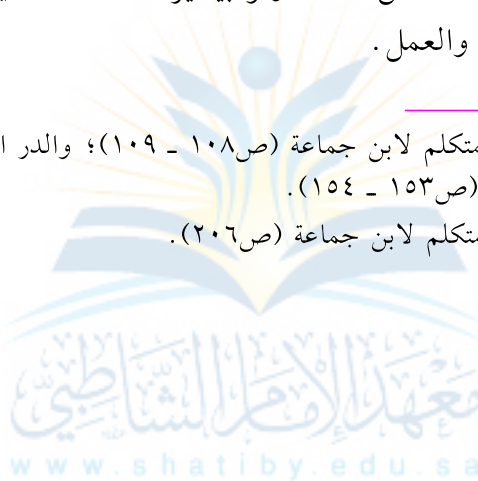 والعمل.
متكلم لابن جماعة (ص١٠٨ ـ ١٠٩)؛ والدر
(ص١٥٣ ـ ١٥٤).
متكلم لابن جماعة (ص٢٠٦).
معهد الإمام الشاطبي
www.shatiby.edu.sa